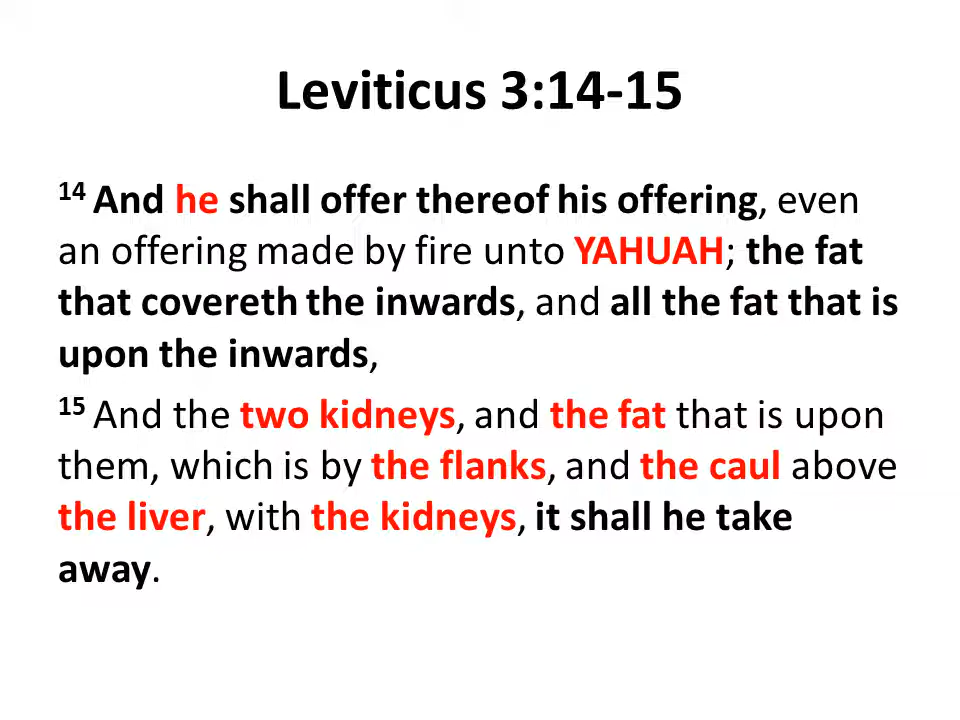 Leviticus 3:14-15
14 And he shall offer thereof his offering, even
an offering made by fire unto YAHUAH; the fat
that covereth the inwards, and all the fat that is
upon the inwards,
15 And the two kidneys, and the fat that is upon
them, which is by the flanks, and the caul above
the liver, with the kidneys, it shall he take
away.